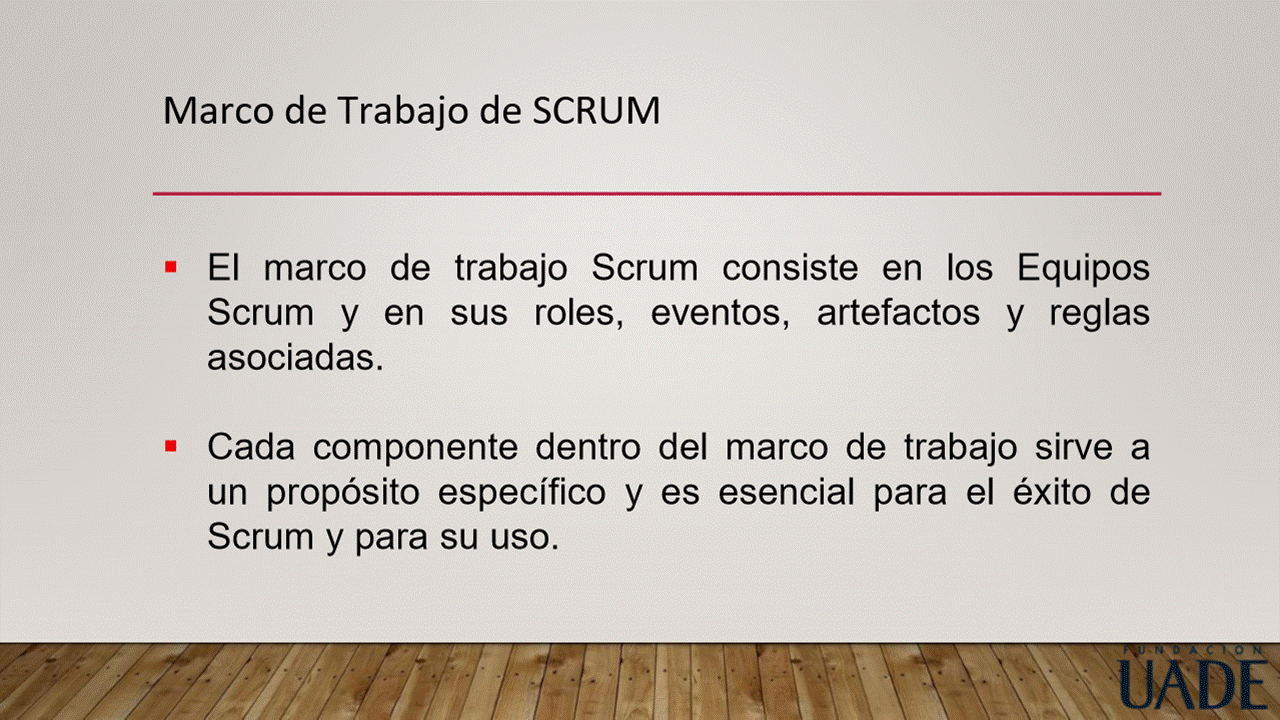 Marco de Trabajo de SCRUM
El marco de trabajo Scrum consiste en los Equipos
Scrum y en sus roles, eventos, artefactos y reglas
asociadas.
Cada componente dentro del marco de trabajo sirve a
un propósito específico y es esencial para el éxito de
Scrum y para su uso.
FUNDACION
UADE